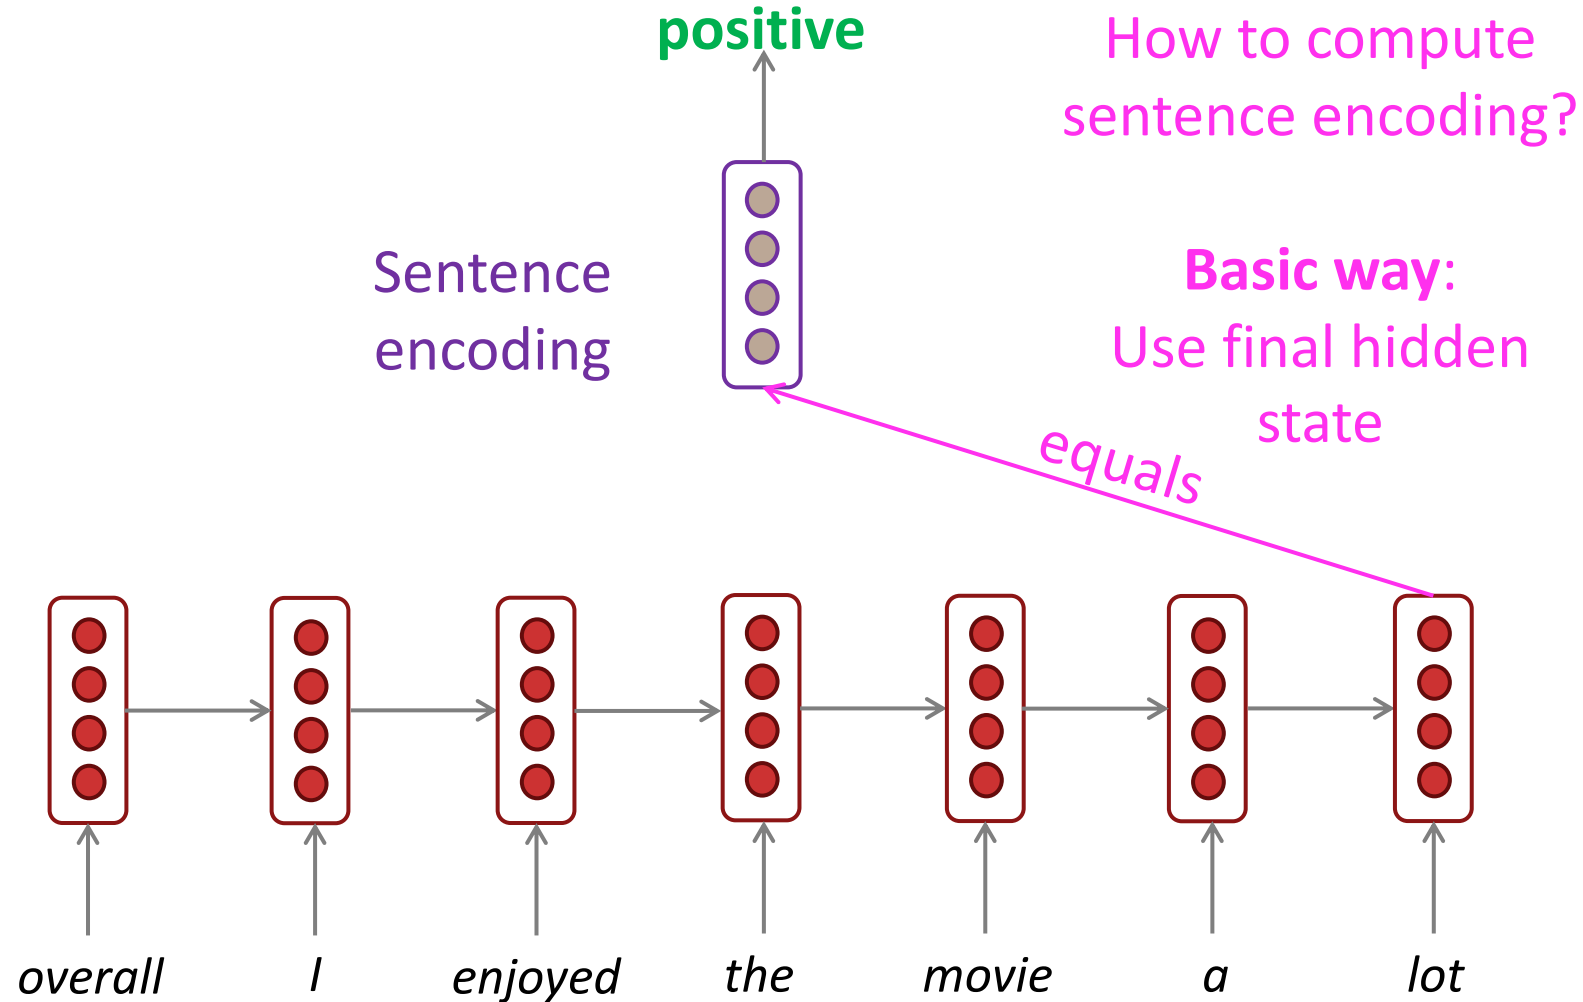 positive
How to compute
sentence encoding?
Sentence
encoding
Basic way:
Use final hidden
state
equals
overall I enjoyed the movie a lot